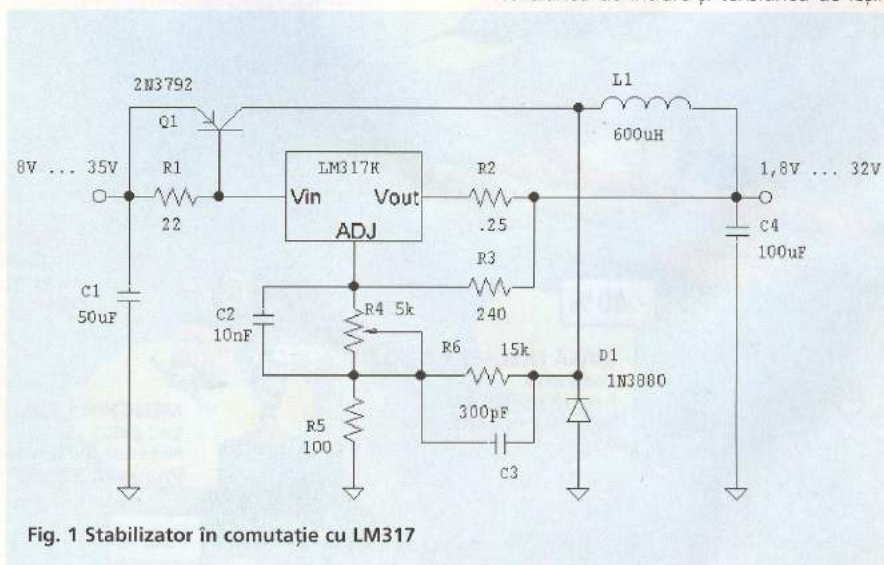 2N3792
Q1
L1
600uH
8V ... 35V
R1
22
LM317K
Vin
Vout
ADJ
R2
.25
1,8V ... 32V
C4
100uF
C1
50uF
R3
240
C2
10nF
R4 5k
R6 15k
D1
1N3880
R5
100
300pF
C3
Fig. 1 Stabilizator în comutație cu LM317